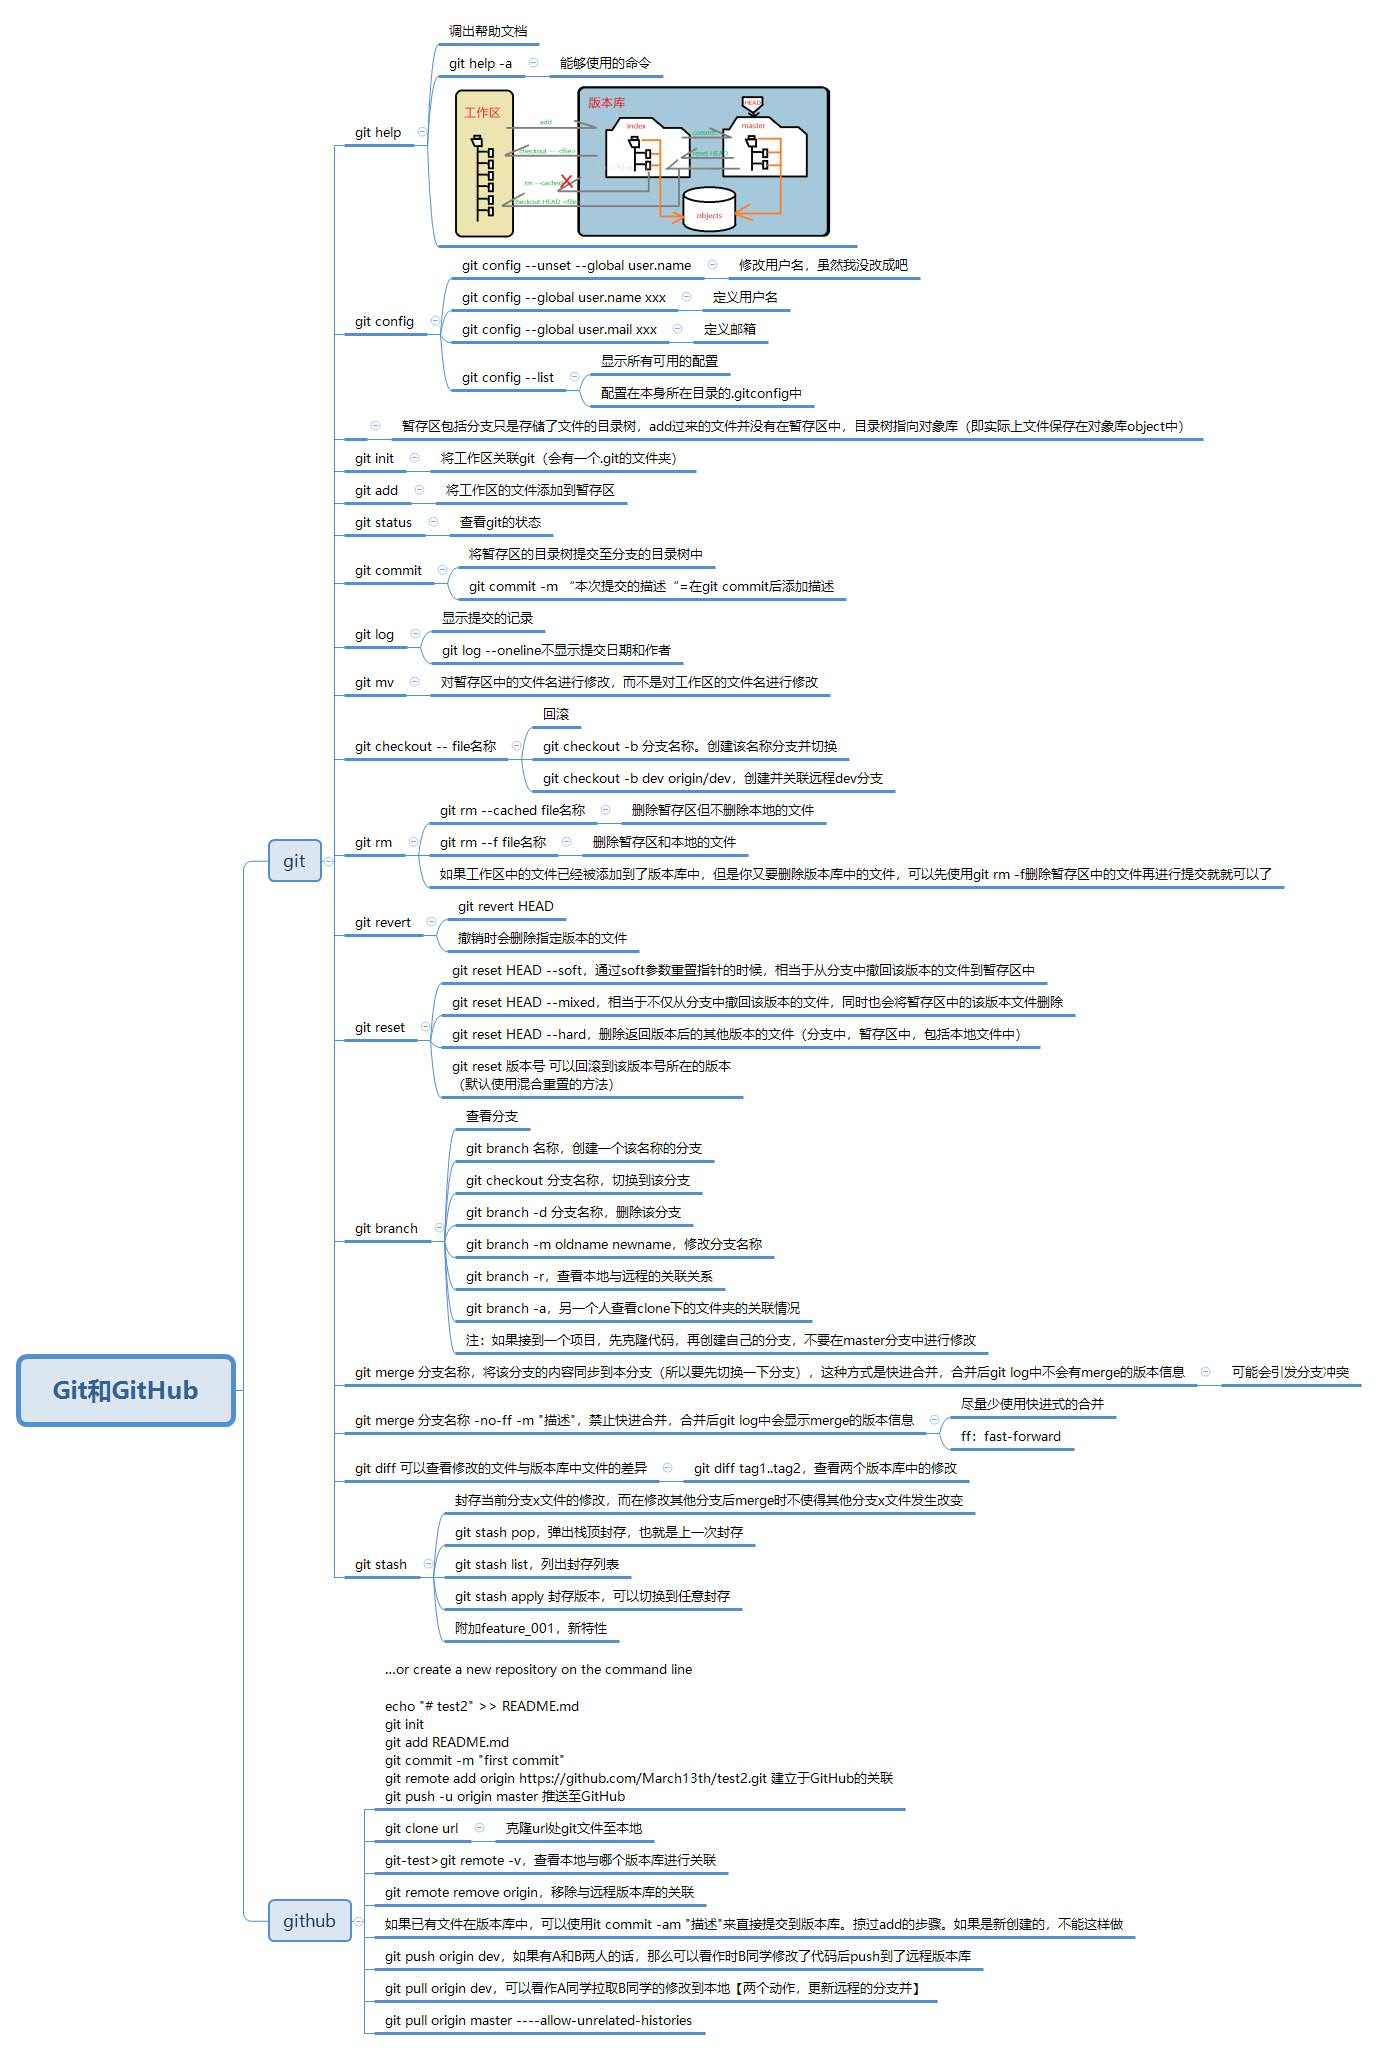 调出帮助文档
git help -a
能够使用的命令
git help
工作区
版本库
HEAD
index
master
add
commit
checkout -- <file>
reset HEAD
rm --cached
checkout HEAD <file>
objects
git config --unset --global user.name
修改用户名，虽然我没改成吧
git config --global user.name xxx
定义用户名
git config
git config --global user.mail xxx
定义邮箱
显示所有可用的配置
git config --list
配置在本身所在目录的.gitconfig中
暂存区包括分支只是存储了文件的目录树，add过来的文件并没有在暂存区中，目录树指向对象库（即实际上文件保存在对象库object中）
git init
将工作区关联git（会有一个.git的文件夹）
git add
将工作区的文件添加到暂存区
git status
查看git的状态
将暂存区的目录树提交至分支的目录树中
git commit
git commit -m “本次提交的描述“=在git commit后添加描述
显示提交的记录
git log
git log --oneline不显示提交日期和作者
git mv
对暂存区中的文件名进行修改，而不是对工作区的文件名进行修改
回滚
git checkout -- file名称
git checkout -b 分支名称。创建该名称分支并切换
git checkout -b dev origin/dev，创建并关联远程dev分支
git rm --cached file名称
删除暂存区但不删除本地的文件
git rm
git rm --f file名称
删除暂存区和本地的文件
如果工作区中的文件已经被添加到了版本库中，但是你又要删除版本库中的文件，可以先使用git rm -f删除暂存区中的文件再进行提交就就可以了
git
git revert HEAD
git revert
撤销时会删除指定版本的文件
git reset HEAD --soft，通过soft参数重置指针的时候，相当于从分支中撤回该版本的文件到暂存区中
git reset HEAD --mixed，相当于不仅从分支中撤回该版本的文件，同时也会将暂存区中的该版本文件删除
git reset
git reset HEAD --hard，删除返回版本后的其他版本的文件（分支中，暂存区中，包括本地文件中）
git reset 版本号 可以回滚到该版本号所在的版本
（默认使用混合重置的方法）
查看分支
git branch 名称，创建一个该名称的分支
git checkout 分支名称，切换到该分支
git branch -d 分支名称，删除该分支
git branch
git branch -m oldname newname，修改分支名称
git branch -r，查看本地与远程的关联关系
git branch -a，另一个人查看clone下的文件夹的关联情况
注：如果接到一个项目，先克隆代码，再创建自己的分支，不要在master分支中进行修改
git merge 分支名称，将该分支的内容同步到本分支（所以要先切换一下分支），这种方式是快进合并，合并后git log中不会有merge的版本信息
可能会引发分支冲突
Git和GitHub
git merge 分支名称 -no-ff -m "描述"，禁止快进合并，合并后git log中会显示merge的版本信息
尽量少使用快进式的合并
ff：fast-forward
git diff 可以查看修改的文件与版本库中文件的差异
git diff tag1..tag2，查看两个版本库中的修改
封存当前分支x文件的修改，而在修改其他分支后merge时不使得其他分支x文件发生改变
git stash pop，弹出栈顶封存，也就是上一次封存
git stash
git stash list，列出封存列表
git stash apply 封存版本，可以切换到任意封存
附加feature_001，新特性
…or create a new repository on the command line
echo "# test2" >> README.md
git init
git add README.md
git commit -m "first commit"
git remote add origin https://github.com/March13th/test2.git 建立于GitHub的关联
git push -u origin master 推送至GitHub
git clone url
克隆url处git文件至本地
git-test>git remote -v，查看本地与哪个版本库进行关联
git remote remove origin，移除与远程版本库的关联
github
如果已有文件在版本库中，可以使用it commit -am "描述"来直接提交到版本库。掠过add的步骤。如果是新创建的，不能这样做
git push origin dev，如果有A和B两人的话，那么可以看作时B同学修改了代码后push到了远程版本库
git pull origin dev，可以看作A同学拉取B同学的修改到本地【两个动作，更新远程的分支并】
git pull origin master ----allow-unrelated-histories